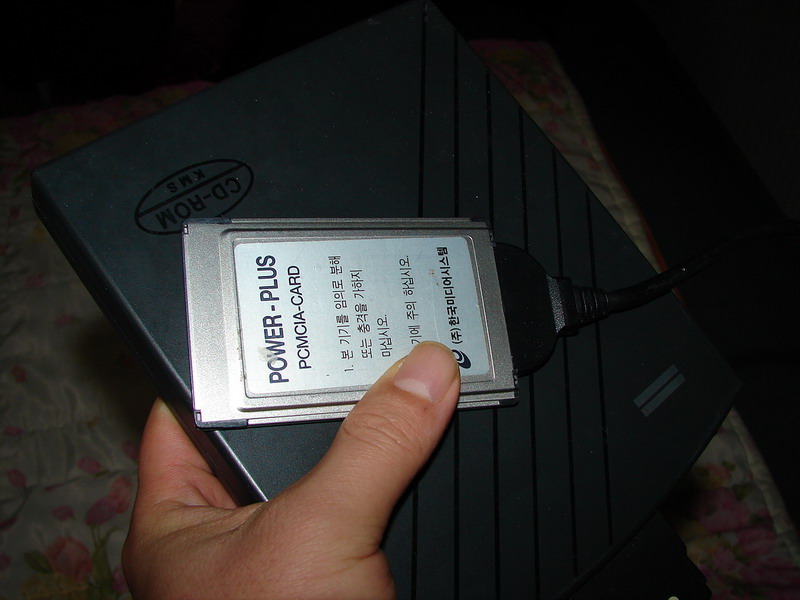 CD-ROM
KMS
POWER-PLUS
PCMCIA-CARD
1. 본 기기를 임의로 분해
또는 충격을 가하지
마십시오.
기에 주의 하십시오.
(주)한국미디어시스템